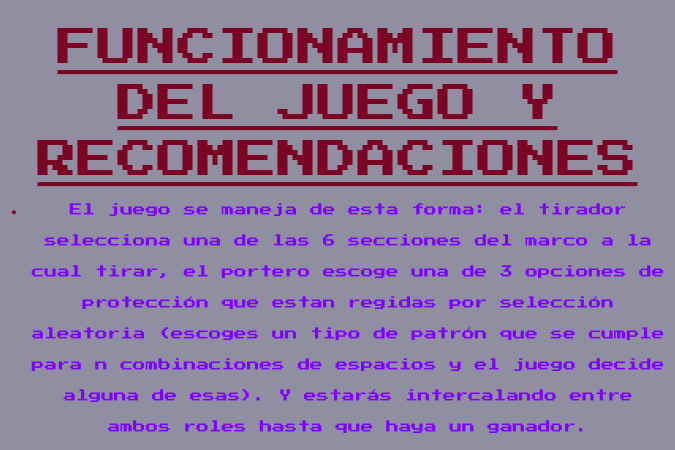 FUNCIONAMIENTO
DEL JUEGO Y
RECOMENDACIONES
. El juego se maneja de esta forma: el tirador
selecciona una de las 6 secciones del marco a la
cual tirar, el portero escoge una de 3 opciones de
protección que estan regidas por selección
aleatoria (escoges un tipo de patrón que se cumple
para n combinaciones de espacios y el juego decide
alguna de esas). Y estarás intercalando entre
ambos roles hasta que haya un ganador.